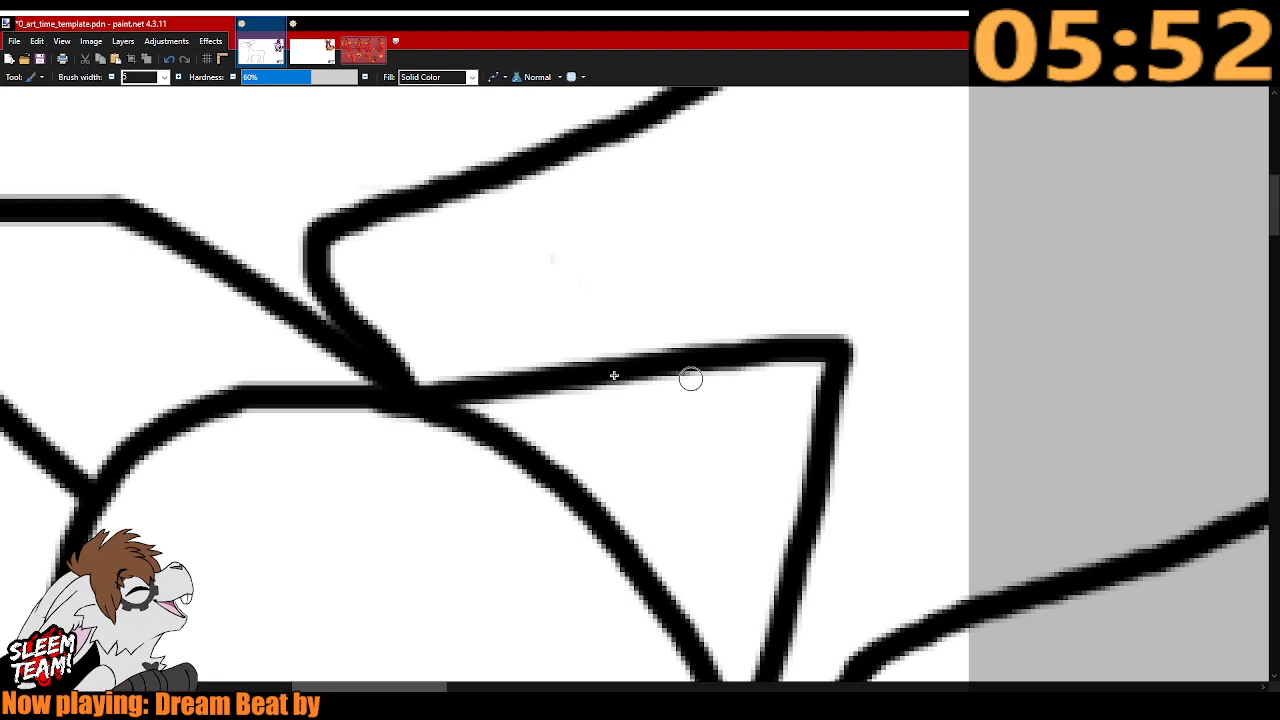 *0_art_time_template.pdn - paint.net 4.3.11
05:52
File Edit View Image Layers Adjustments Effects
Tool: Brush width: 5 Hardness: 60% Fill: Solid Color Normal
SLEEM
TEAM!
Now playing: Dream Beat by